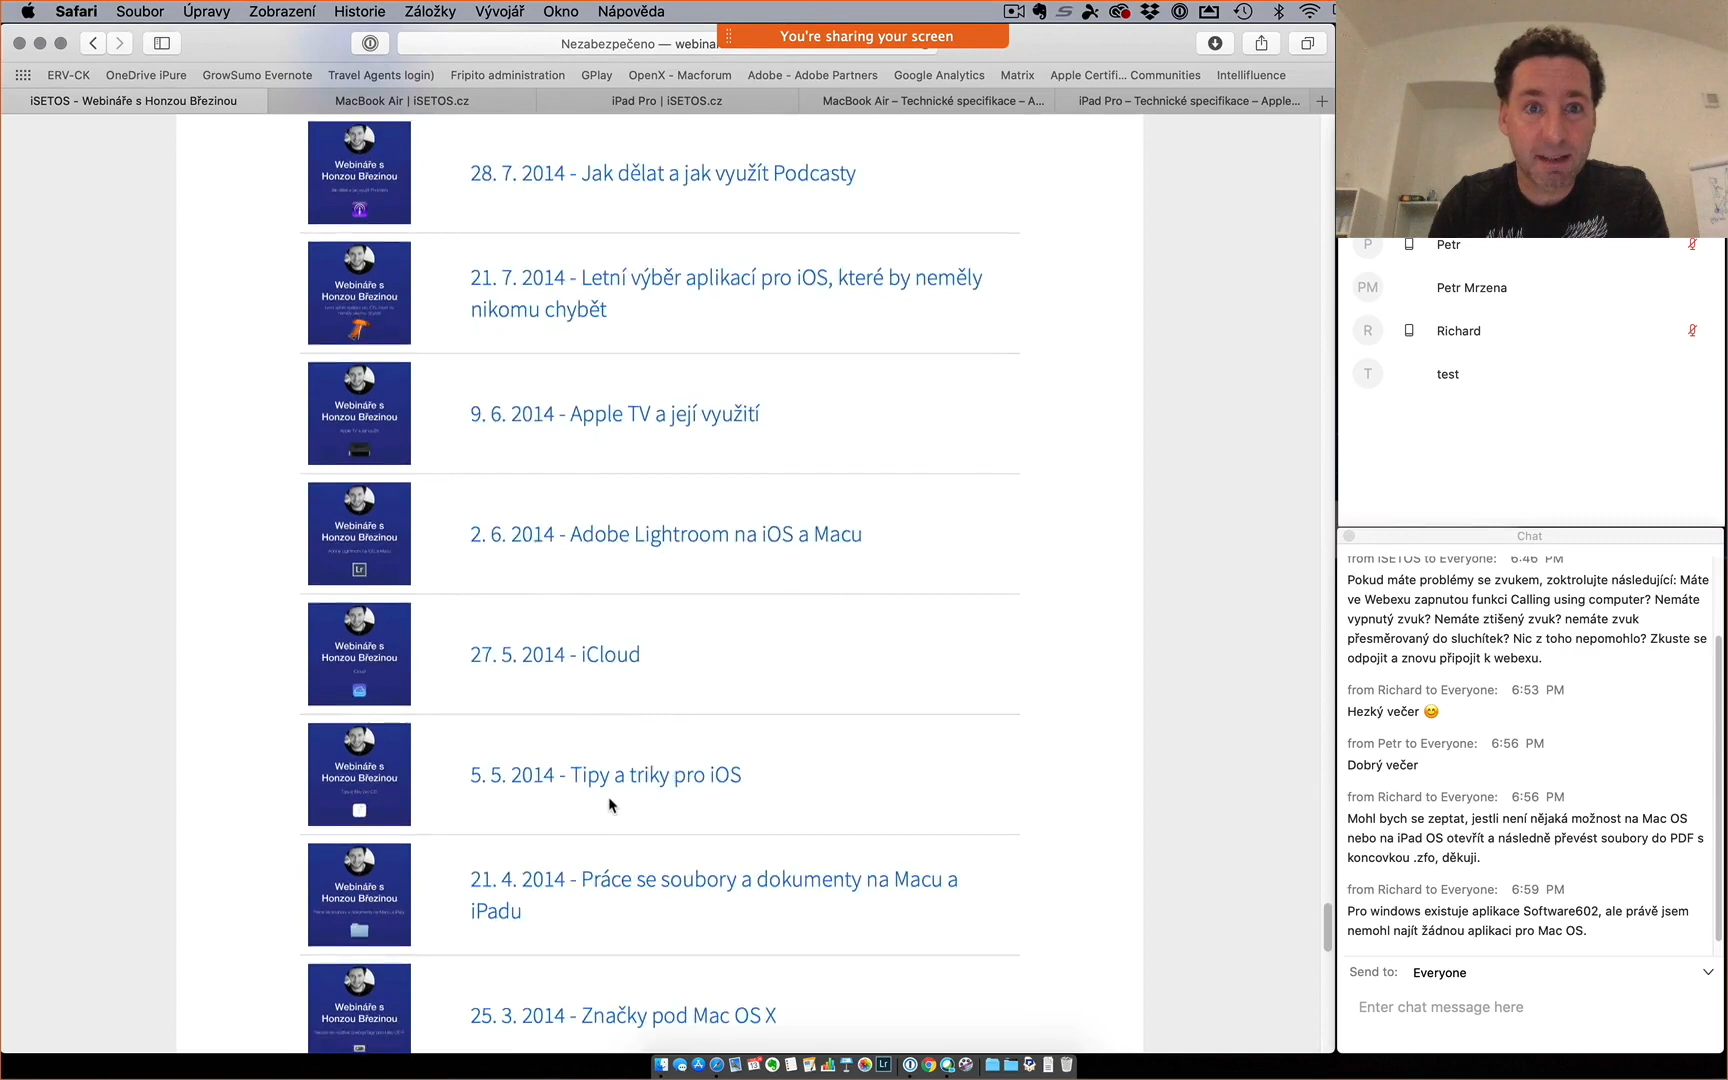 Safari Soubor Úpravy Zobrazení Historie Záložky Vývojář Okno Nápověda
You're sharing your screen
Nezabezpečeno — webinar
ERV-CK OneDrive iPure GrowSumo Evernote Travel Agents login) Fripito administration GPlay OpenX - Macforum Adobe - Adobe Partners Google Analytics Matrix Apple Certifi... Communities Intellifluence
iSETOS - Webináře s Honzou Březinou MacBook Air | iSETOS.cz iPad Pro | iSETOS.cz MacBook Air – Technické specifikace – A... iPad Pro – Technické specifikace – Apple...
Webináře s
Honzou Březinou
28. 7. 2014 - Jak dělat a jak využít Podcasty
Webináře s
Honzou Březinou
21. 7. 2014 - Letní výběr aplikací pro iOS, které by neměly
nikomu chybět
Webináře s
Honzou Březinou
9. 6. 2014 - Apple TV a její využití
Webináře s
Honzou Březinou
Lr
2. 6. 2014 - Adobe Lightroom na iOS a Macu
Webináře s
Honzou Březinou
iCloud
27. 5. 2014 - iCloud
Webináře s
Honzou Březinou
5. 5. 2014 - Tipy a triky pro iOS
Webináře s
Honzou Březinou
21. 4. 2014 - Práce se soubory a dokumenty na Macu a
iPadu
Webináře s
Honzou Březinou
25. 3. 2014 - Značky pod Mac OS X
P Petr
PM Petr Mrzena
R Richard
T test
Chat
from iSETOS to Everyone: 6:46 PM
Pokud máte problémy se zvukem, zoktrolujte následující: Máte
ve Webexu zapnutou funkci Calling using computer? Nemáte
vypnutý zvuk? Nemáte ztišený zvuk? nemáte zvuk
přesměrovaný do sluchítek? Nic z toho nepomohlo? Zkuste se
odpojit a znovu připojit k webexu.
from Richard to Everyone: 6:53 PM
Hezký večer 😊
from Petr to Everyone: 6:56 PM
Dobrý večer
from Richard to Everyone: 6:56 PM
Mohl bych se zeptat, jestli není nějaká možnost na Mac OS
nebo na iPad OS otevřít a následně převést soubory do PDF s
koncovkou .zfo, děkuji.
from Richard to Everyone: 6:59 PM
Pro windows existuje aplikace Software602, ale právě jsem
nemohl najít žádnou aplikaci pro Mac OS.
Send to: Everyone
Enter chat message here
Lr